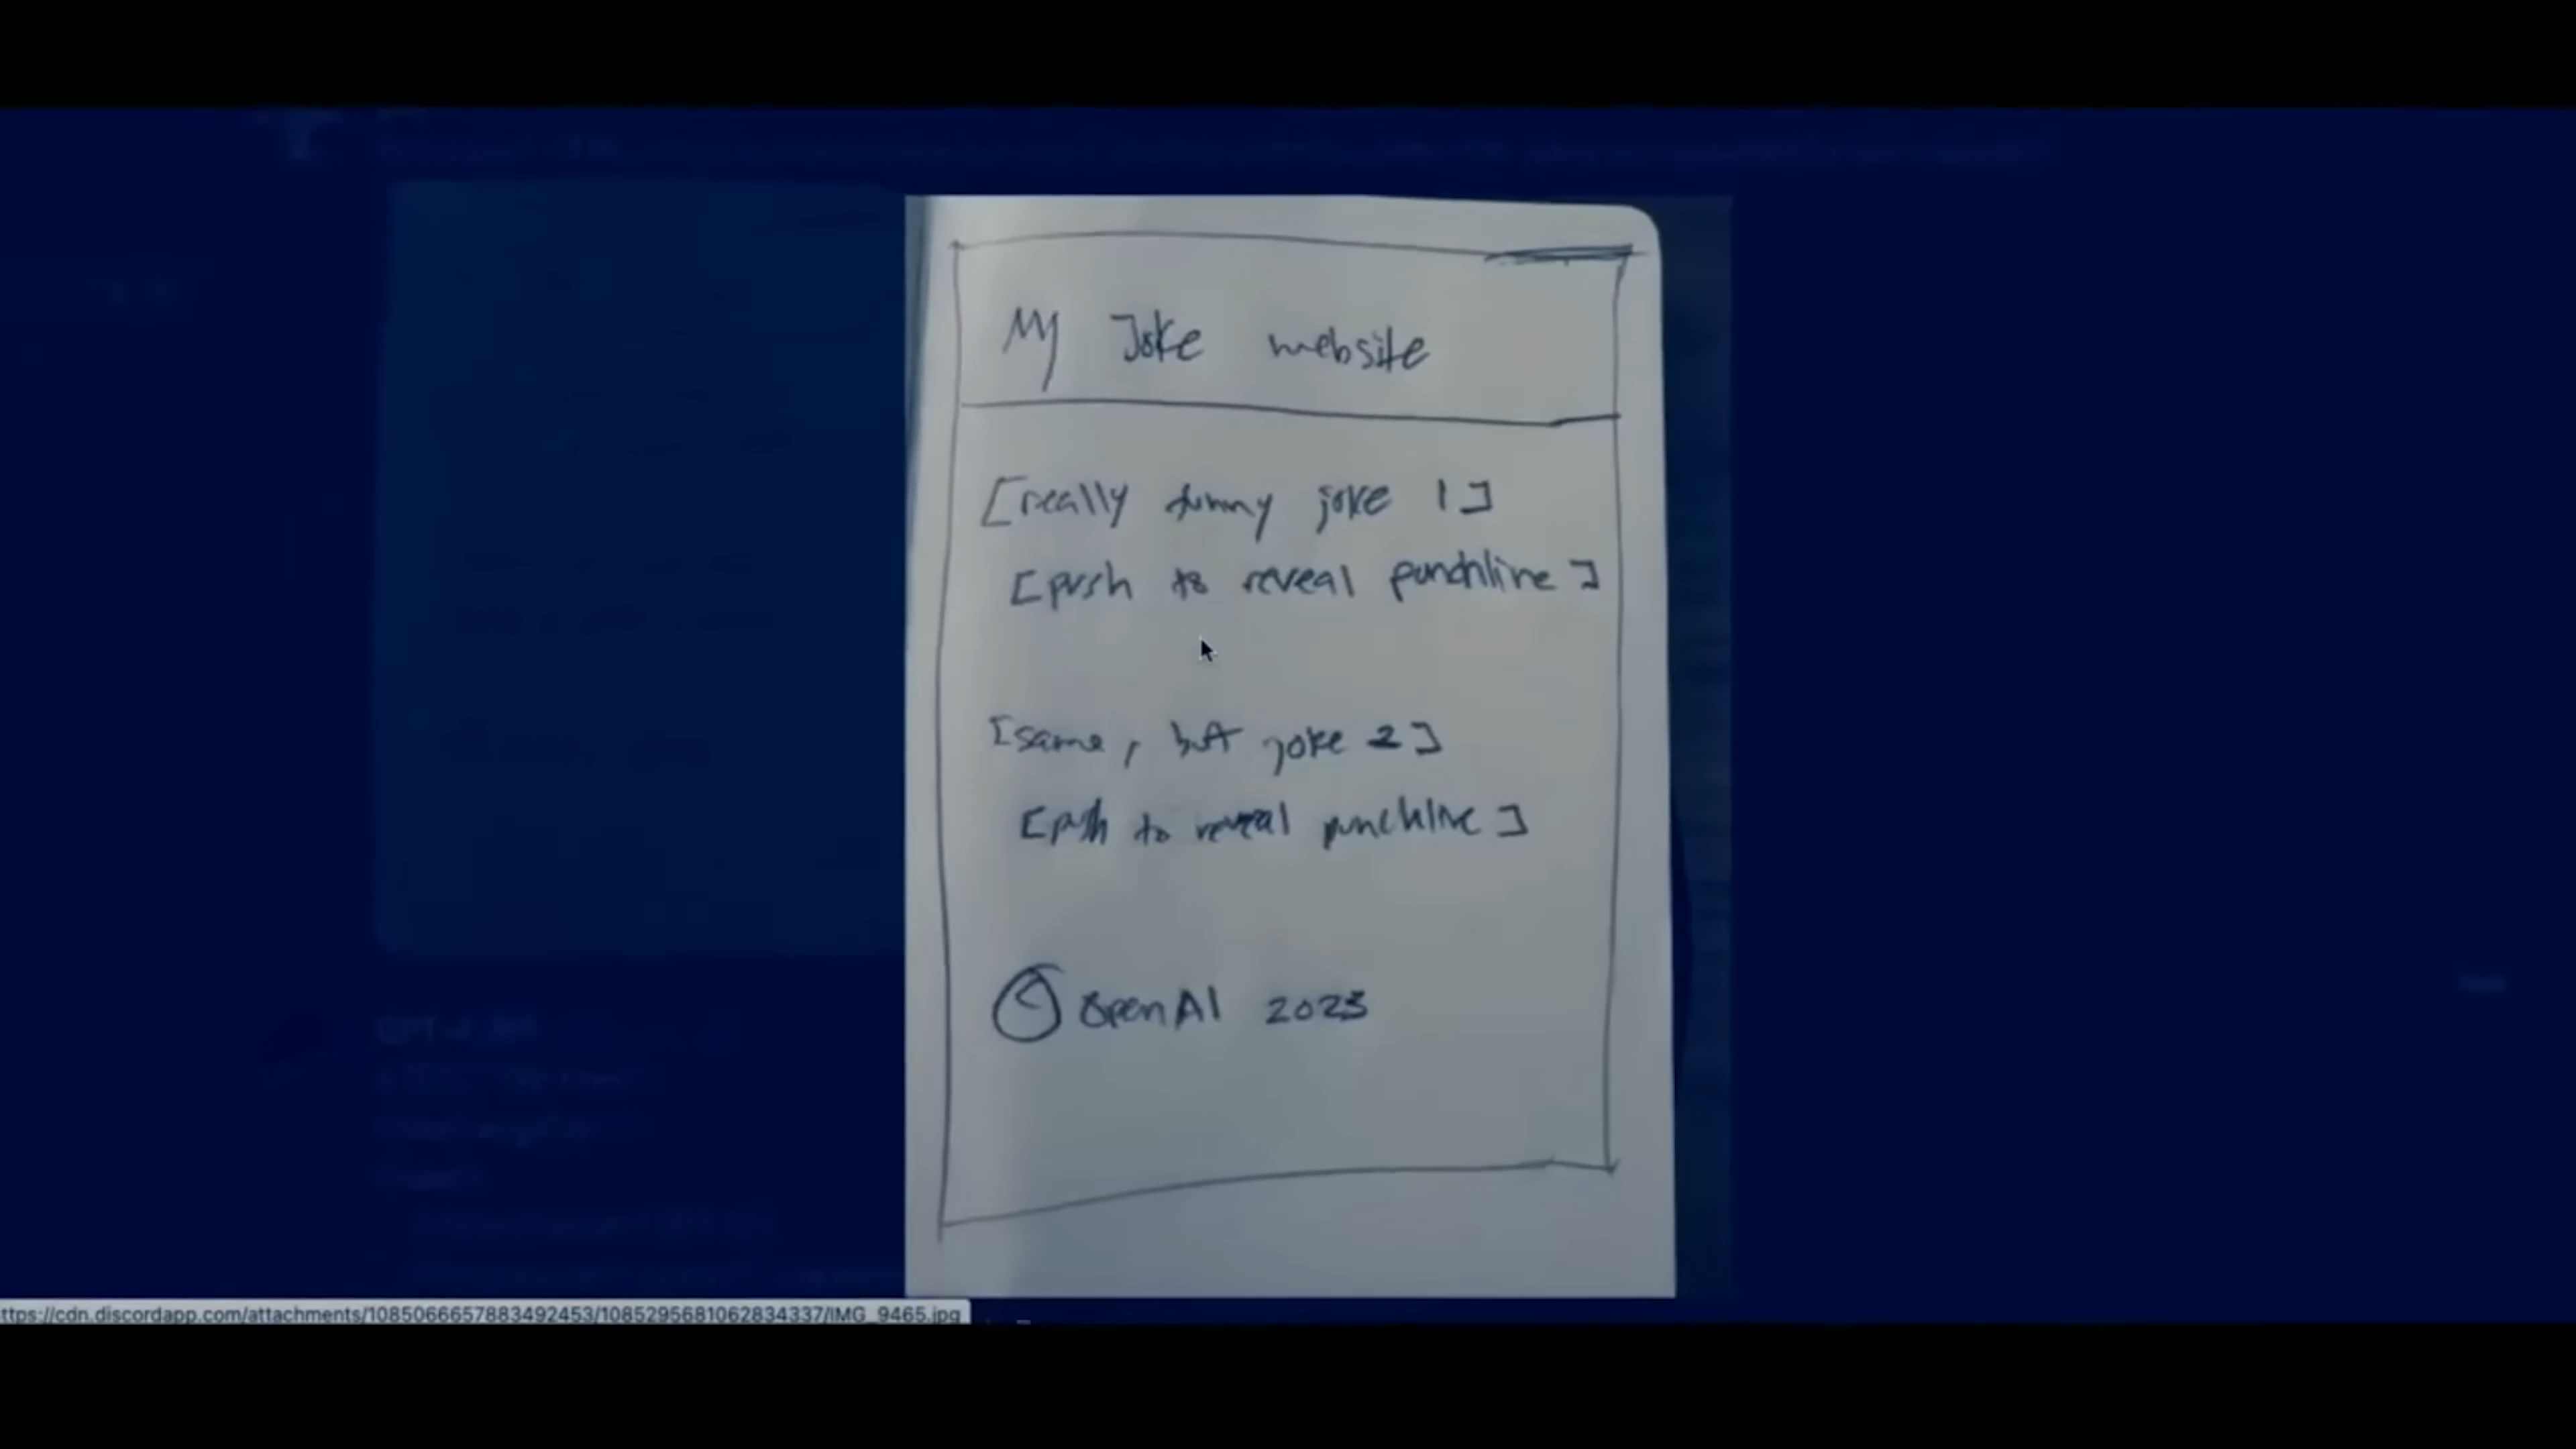 My Joke website
[really funny joke 1]
[push to reveal punchline]
[same, but joke 2]
[push to reveal punchline]
© OpenAI 2023
ttps://cdn.discordapp.com/attachments/1085066657883492453/1085295681062834337/IMG_9465.jpg